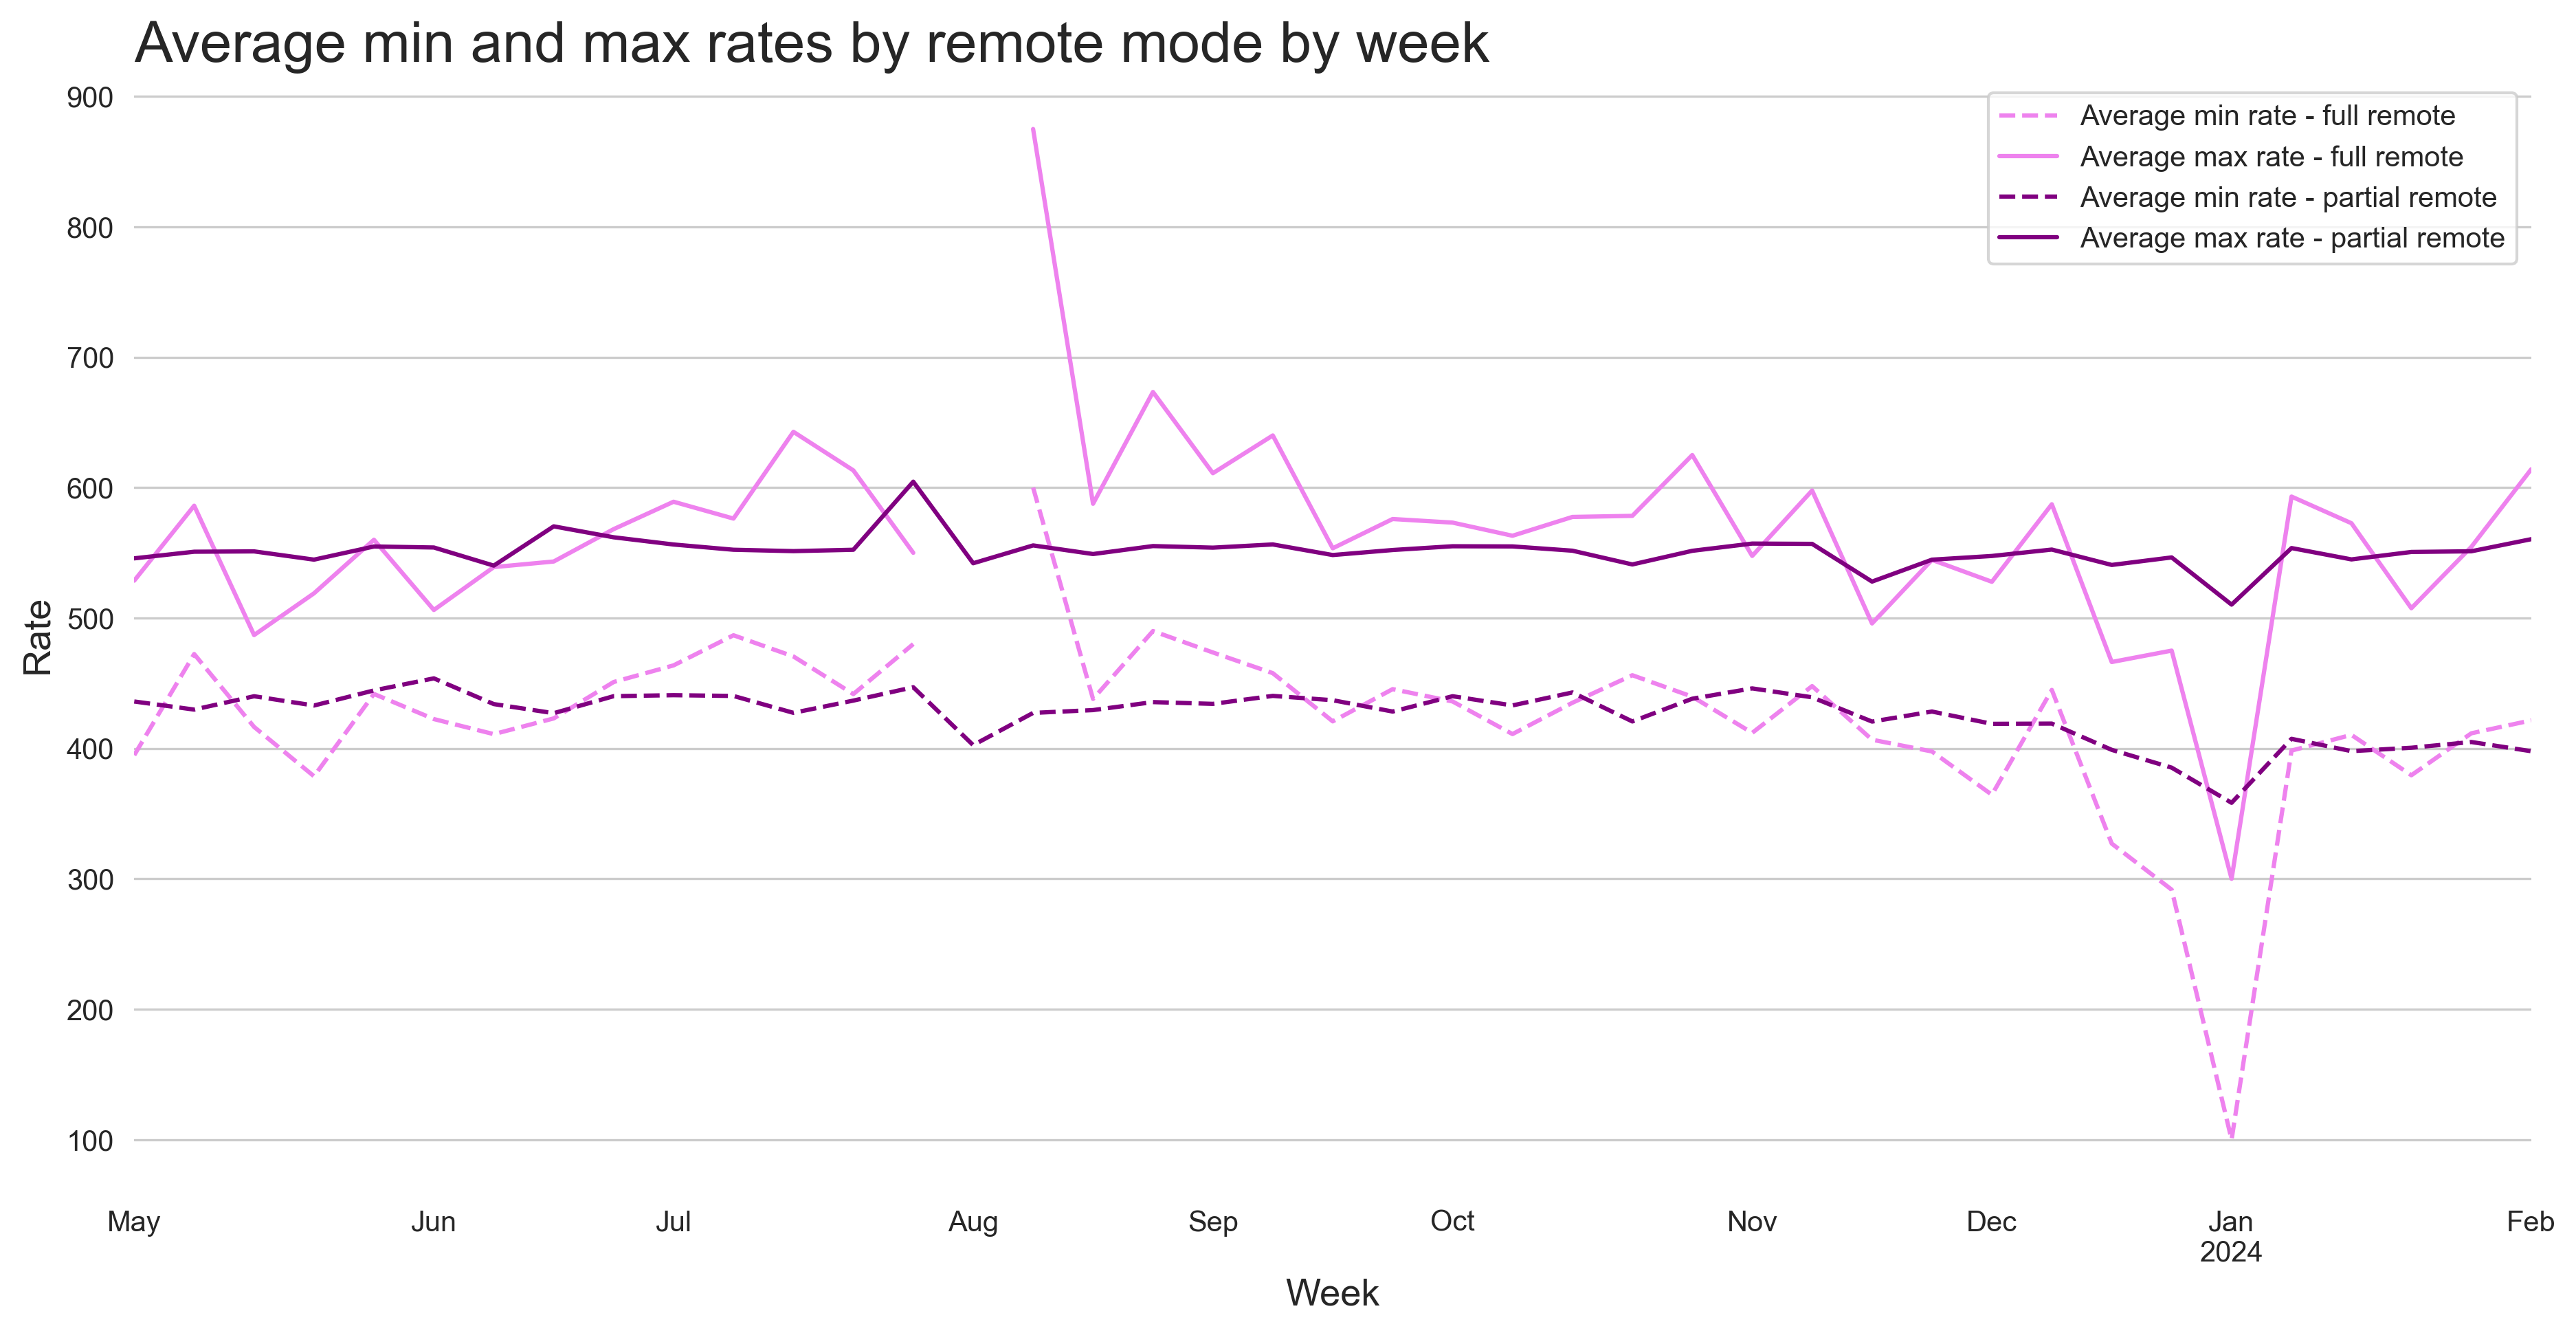 Average min and max rates by remote mode by week
900
800
700
600
500
400
300
200
100
Rate
Average min rate - full remote
Average max rate - full remote
Average min rate - partial remote
Average max rate - partial remote
May Jun Jul Aug Sep Oct Nov Dec Jan Feb
2024
Week